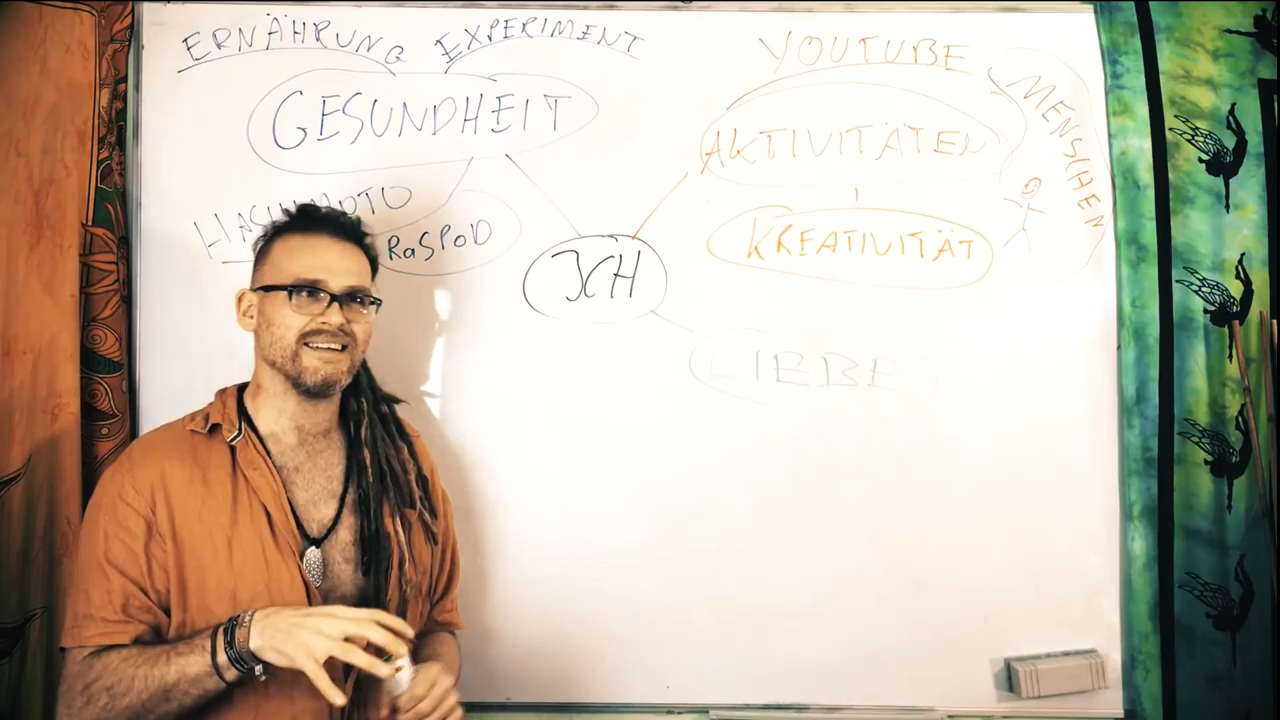 ERNÄHRUNG EXPERIMENT
GESUNDHEIT
RaSPoD
ICH
YOUTUBE
MENSCHEN
AKTIVITÄTEN
KREATIVITÄT
LIEBE